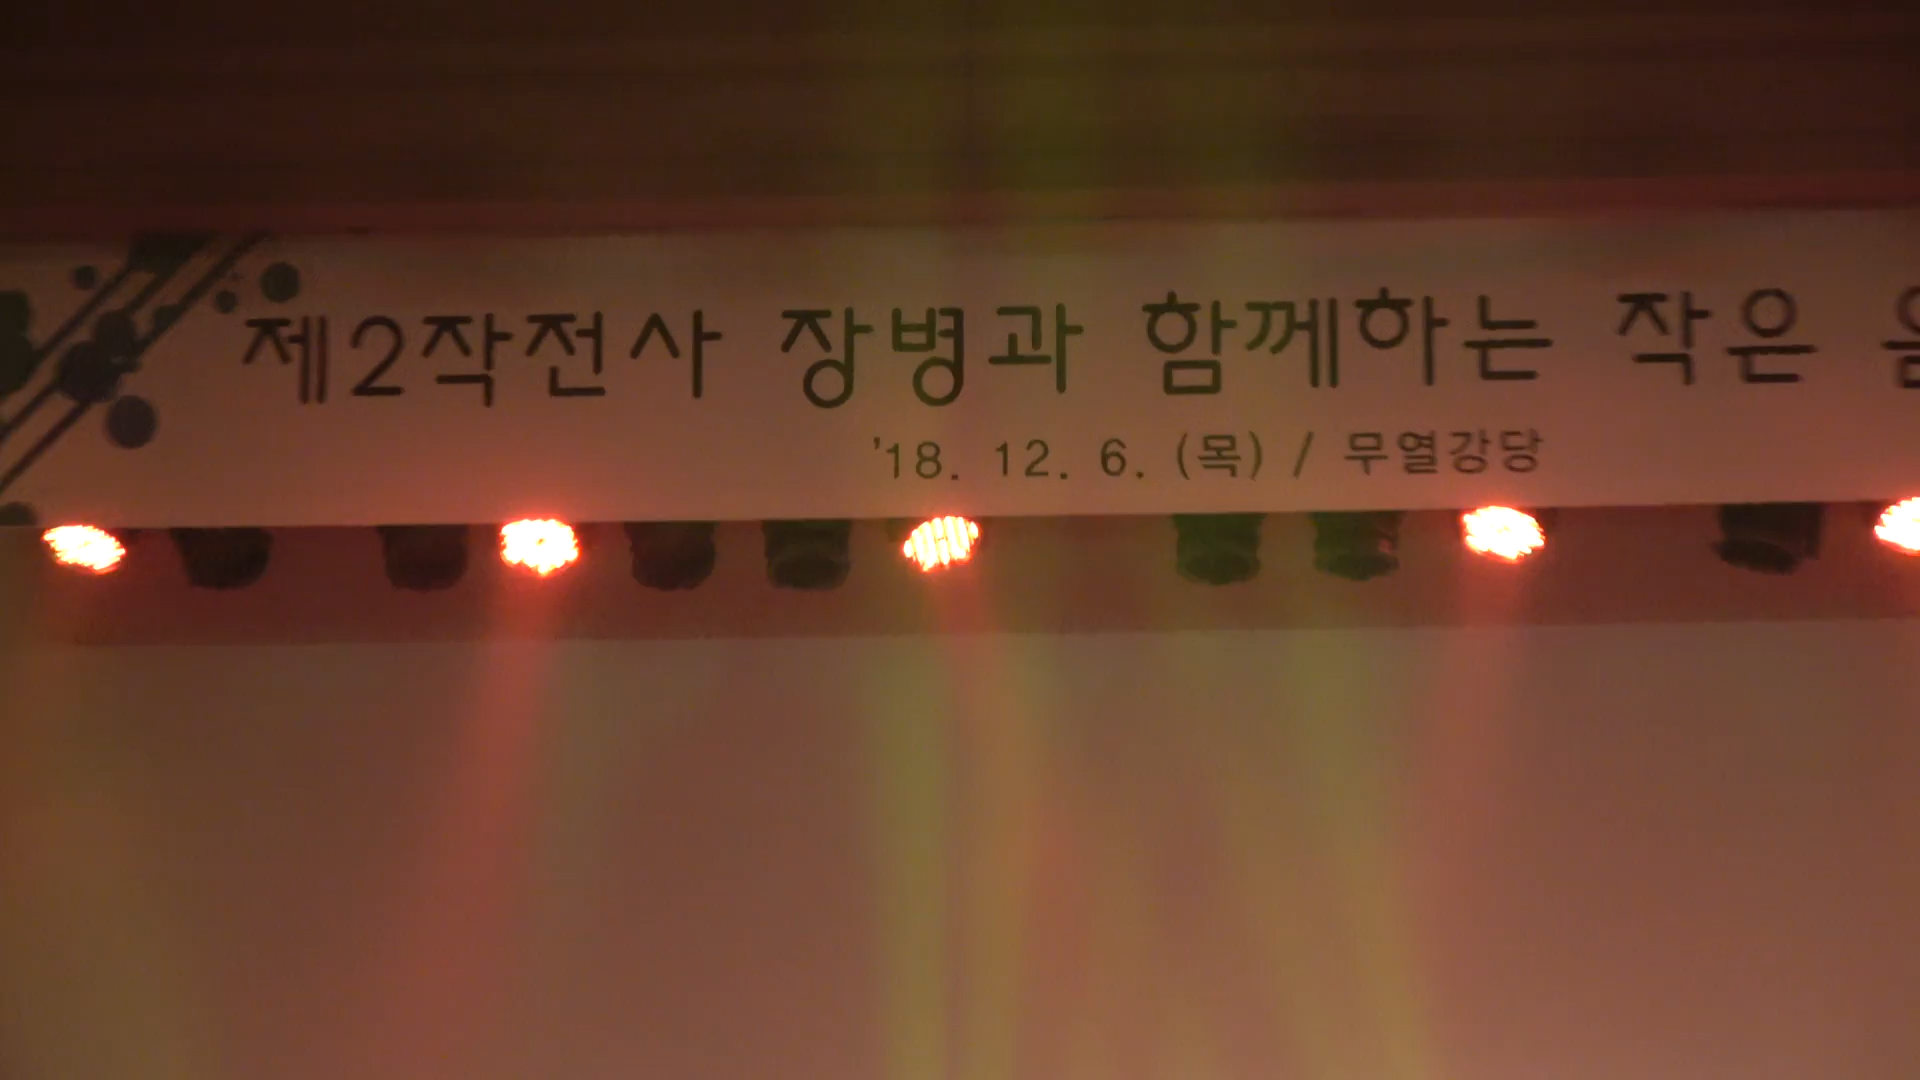 제2작전사 장병과 함께하는 작은
'18. 12. 6. (목) / 무열강당